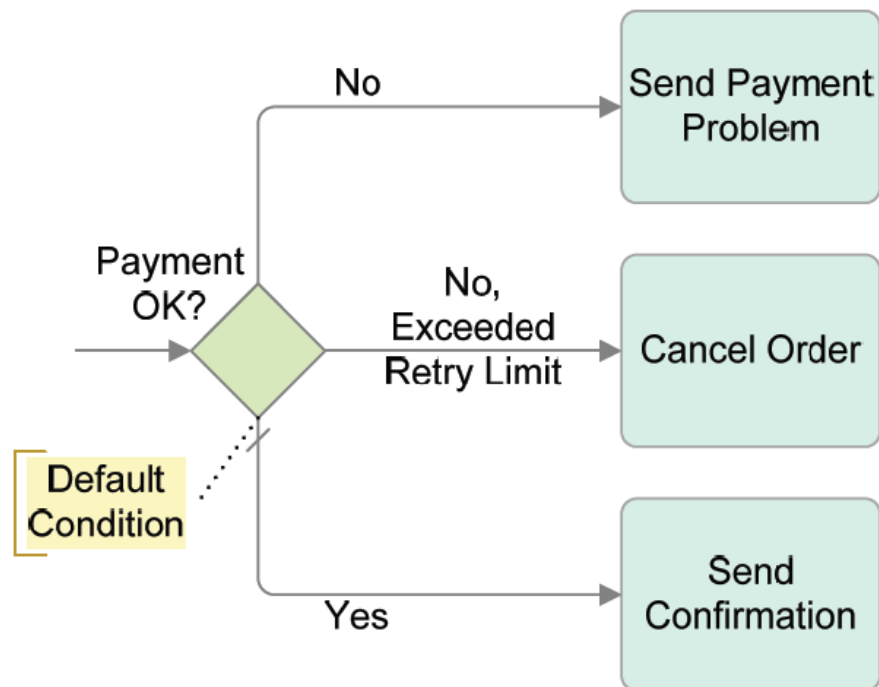 No
Send Payment
Problem
Payment
OK?
No,
Exceeded
Retry Limit
Cancel Order
Default
Condition
Yes
Send
Confirmation